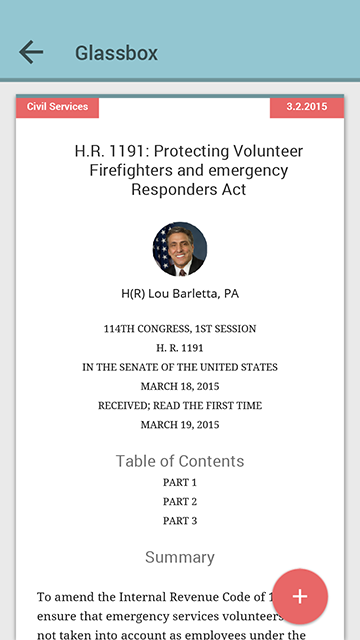 Glassbox
Civil Services
3.2.2015
H.R. 1191: Protecting Volunteer
Firefighters and emergency
Responders Act
H(R) Lou Barletta, PA
114TH CONGRESS, 1ST SESSION
H. R. 1191
IN THE SENATE OF THE UNITED STATES
MARCH 18, 2015
RECEIVED; READ THE FIRST TIME
MARCH 19, 2015
Table of Contents
PART 1
PART 2
PART 3
Summary
To amend the Internal Revenue Code of
ensure that emergency services volunteers
not taken into account as employees under the